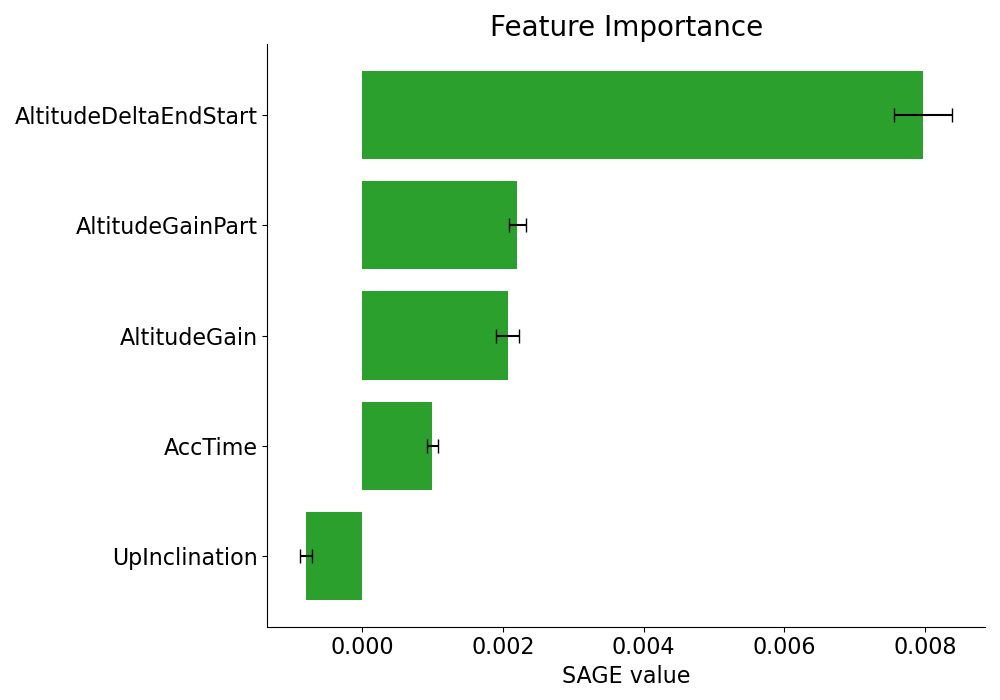 Feature Importance
AltitudeDeltaEndStart
AltitudeGainPart
AltitudeGain
AccTime
UpInclination
0.000 0.002 0.004 0.006 0.008
SAGE value